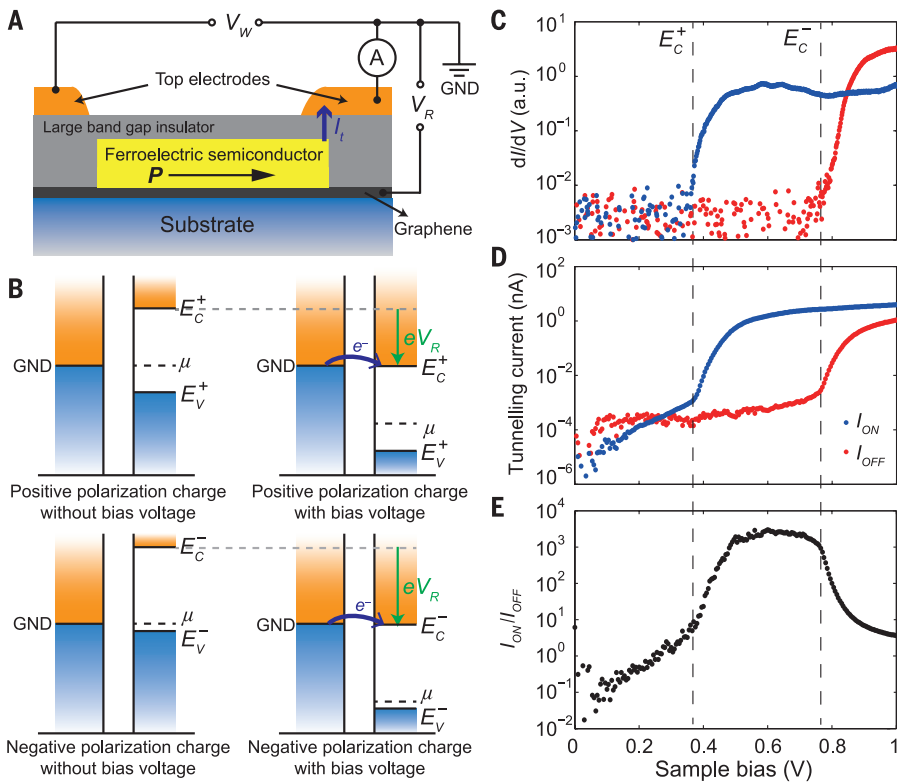 A
V_W
A
GND
V_R
Top electrodes
I_t
Large band gap insulator
Ferroelectric semiconductor
P
Graphene
Substrate
B
E_C^+
GND
μ
E_V^+
Positive polarization charge
without bias voltage
e^-
eV_R
E_C^+
μ
E_V^+
Positive polarization charge
with bias voltage
E_C^-
GND
μ
E_V^-
Negative polarization charge
without bias voltage
e^-
eV_R
E_C^-
μ
E_V^-
Negative polarization charge
with bias voltage
C
E_C^+
E_C^-
dI/dV (a.u.)
10^1
10^0
10^-1
10^-2
10^-3
D
Tunnelling current (nA)
10^2
10^0
10^-2
10^-4
10^-6
I_ON
I_OFF
E
I_ON/I_OFF
10^4
10^3
10^2
10^1
10^0
10^-1
10^-2
0 0.2 0.4 0.6 0.8 1
Sample bias (V)